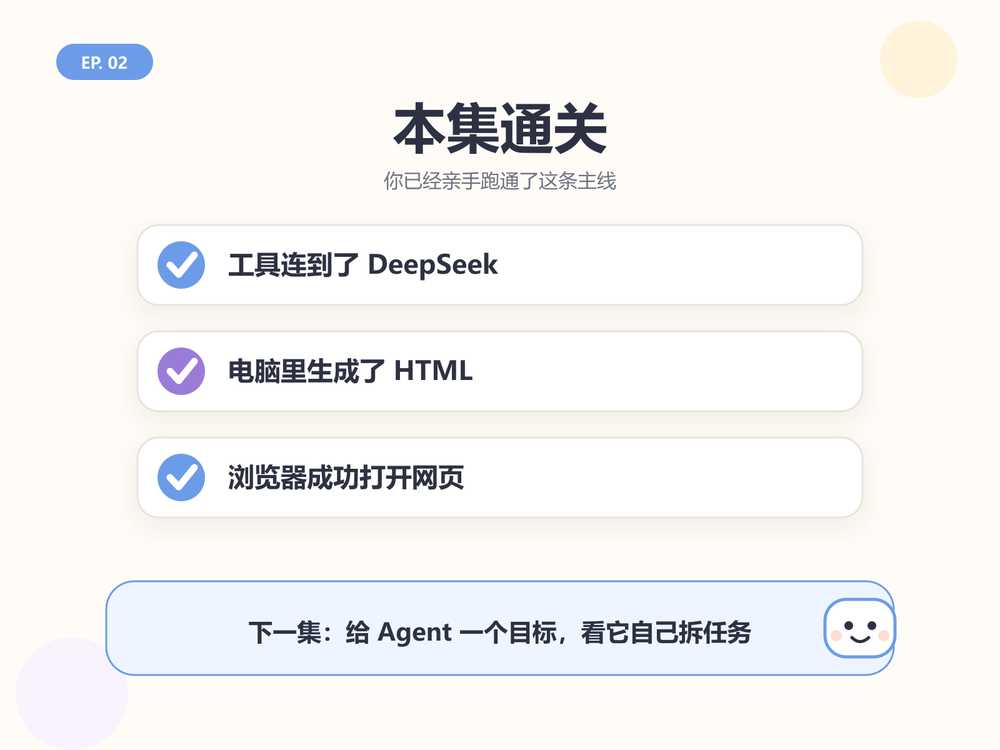 EP. 02
本集通关
你已经亲手跑通了这条主线
工具连到了 DeepSeek
电脑里生成了 HTML
浏览器成功打开网页
下一集：给 Agent 一个目标，看它自己拆任务